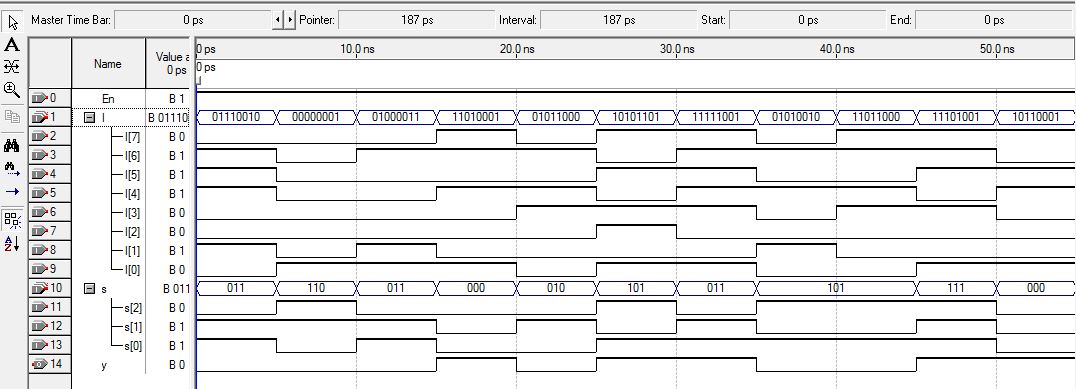 Master Time Bar: 0 ps Pointer: 187 ps Interval: 187 ps Start: 0 ps End: 0 ps
Name Value a 0 ps
0 ps 10.0 ns 20.0 ns 30.0 ns 40.0 ns 50.0 ns
0 ps
0 En B 1
1 I B 01110 01110010 00000001 01000011 11010001 01011000 10101101 11111001 01010010 11011000 11101001 10110001
2 I[7] B 0
3 I[6] B 1
4 I[5] B 1
5 I[4] B 1
6 I[3] B 0
7 I[2] B 0
8 I[1] B 1
9 I[0] B 0
10 s B 011 011 110 011 000 010 101 011 101 111 000
11 s[2] B 0
12 s[1] B 1
13 s[0] B 1
14 y B 0